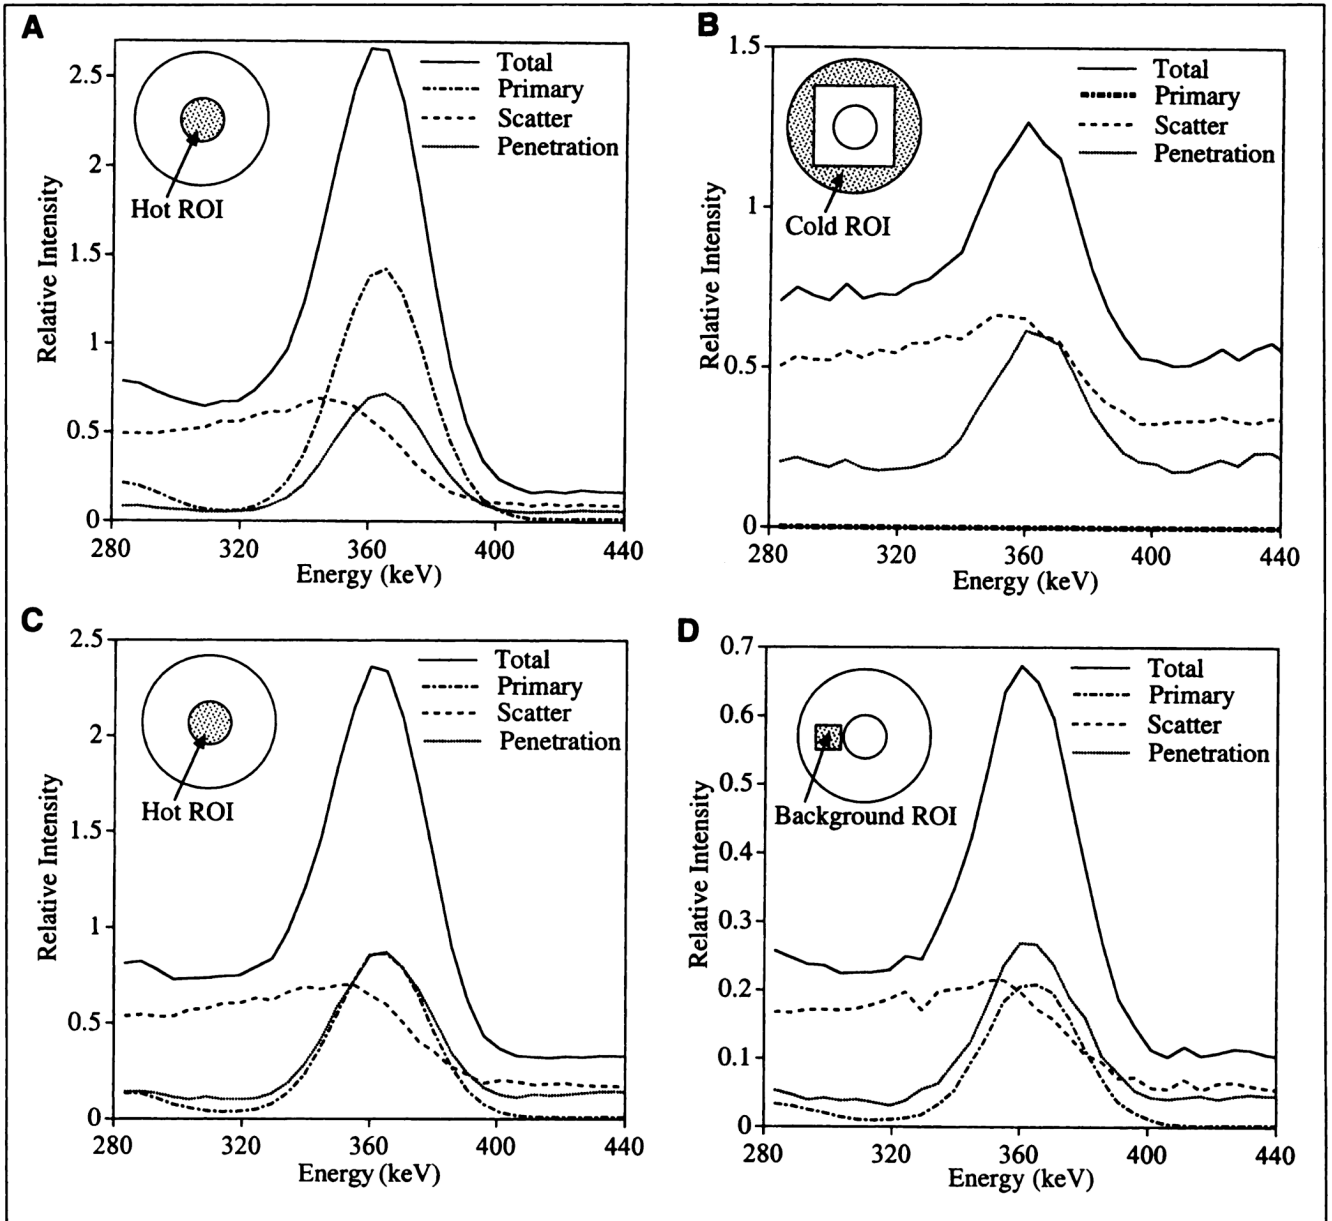 A
Relative Intensity
2.5
2
1.5
1
0.5
0
280 320 360 400 440
Energy (keV)
Hot ROI
Total
Primary
Scatter
Penetration
B
Relative Intensity
1.5
1
0.5
0
280 320 360 400 440
Energy (keV)
Cold ROI
Total
Primary
Scatter
Penetration
C
Relative Intensity
2.5
2
1.5
1
0.5
0
280 320 360 400 440
Energy (keV)
Hot ROI
Total
Primary
Scatter
Penetration
D
Relative Intensity
0.7
0.6
0.5
0.4
0.3
0.2
0.1
0
280 320 360 400 440
Energy (keV)
Background ROI
Total
Primary
Scatter
Penetration